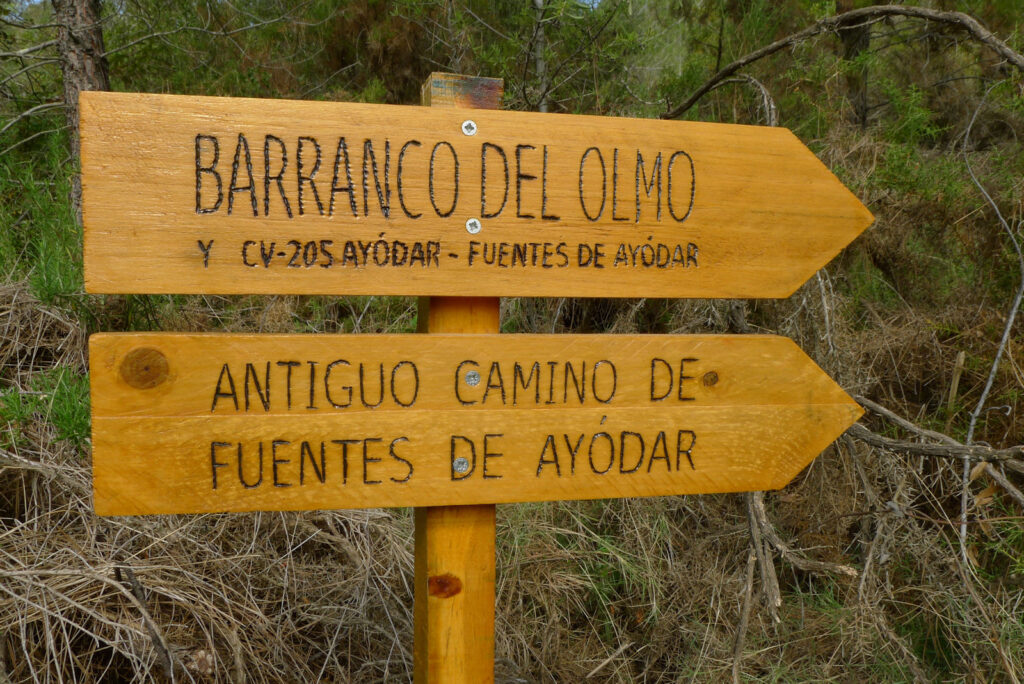 BARRANCO DEL OLMO
Y CV-205 AYÓDAR - FUENTES DE AYÓDAR
ANTIGUO CAMINO DE
FUENTES DE AYÓDAR